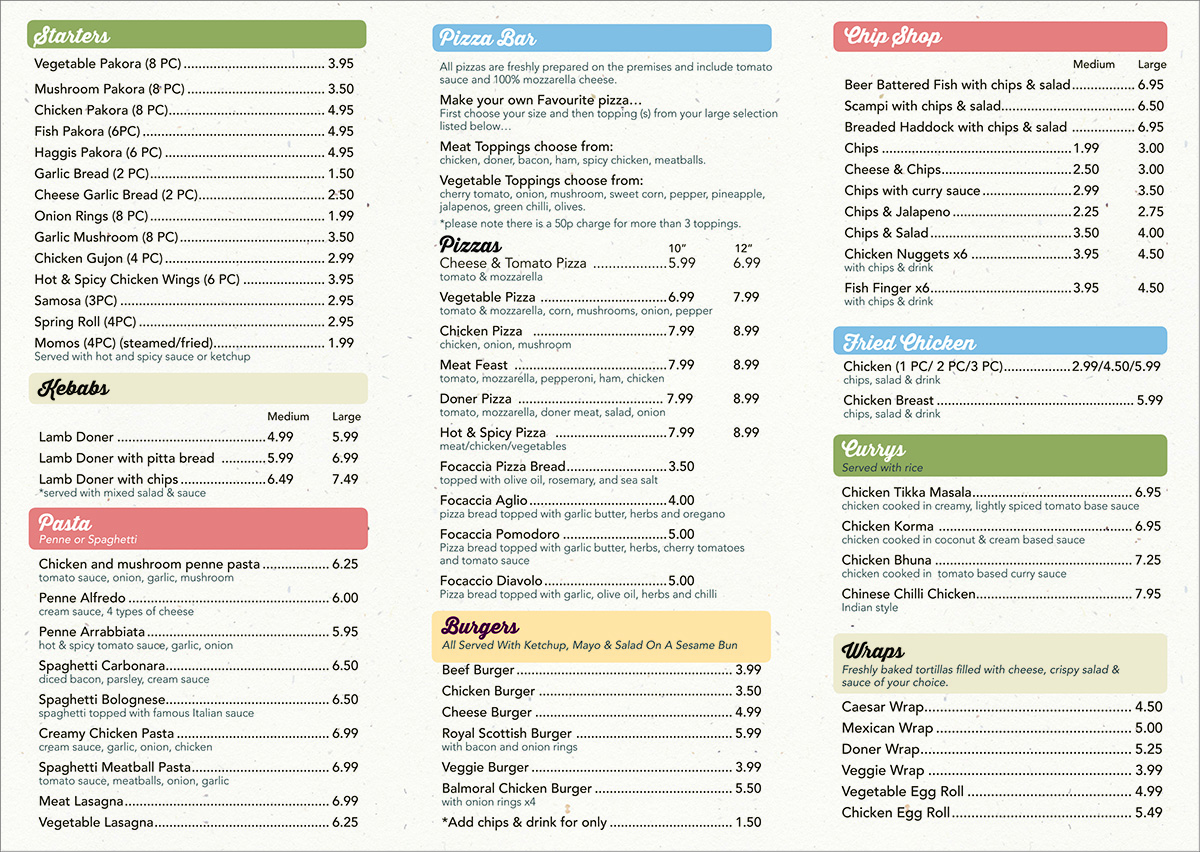 Starters
Vegetable Pakora (8 PC) ................................ 3.95
Mushroom Pakora (8 PC) ................................ 3.50
Chicken Pakora (8 PC)................................ 4.95
Fish Pakora (6PC) ................................ 4.95
Haggis Pakora (6 PC) ................................ 4.95
Garlic Bread (2 PC) ................................ 1.50
Cheese Garlic Bread (2 PC)................................ 2.50
Onion Rings (8 PC) ................................ 1.99
Garlic Mushroom (8 PC) ................................ 3.50
Chicken Gujon (4 PC) ................................ 2.99
Hot & Spicy Chicken Wings (6 PC) .................... 3.95
Samosa (3PC) ................................ 2.95
Spring Roll (4PC) ................................ 2.95
Momos (4PC) (steamed/fried)........................... 1.99
Served with hot and spicy sauce or ketchup
Kebabs
Medium Large
Lamb Doner ................................ 4.99 5.99
Lamb Doner with pitta bread ........... 5.99 6.99
Lamb Doner with chips ..................... 6.49 7.49
*served with mixed salad & sauce
Pasta
Penne or Spaghetti
Chicken and mushroom penne pasta ................ 6.25
tomato sauce, onion, garlic, mushroom
Penne Alfredo ................................ 6.00
cream sauce, 4 types of cheese
Penne Arrabbiata ................................ 5.95
hot & spicy tomato sauce, garlic, onion
Spaghetti Carbonara................................ 6.50
diced bacon, parsley, cream sauce
Spaghetti Bolognese................................ 6.50
spaghetti topped with famous Italian sauce
Creamy Chicken Pasta ................................ 6.99
cream sauce, garlic, onion, chicken
Spaghetti Meatball Pasta................................ 6.99
tomato sauce, meatballs, onion, garlic
Meat Lasagna................................ 6.99
Vegetable Lasagna................................ 6.25
Pizza Bar
All pizzas are freshly prepared on the premises and include tomato
sauce and 100% mozzarella cheese.
Make your own Favourite pizza…
First choose your size and then topping (s) from your large selection
listed below…
Meat Toppings choose from:
chicken, doner, bacon, ham, spicy chicken, meatballs.
Vegetable Toppings choose from:
cherry tomato, onion, mushroom, sweet corn, pepper, pineapple,
jalapenos, green chilli, olives.
*please note there is a 50p charge for more than 3 toppings.
Pizzas 10" 12"
Cheese & Tomato Pizza .................. 5.99 6.99
tomato & mozzarella
Vegetable Pizza ............................... 6.99 7.99
tomato & mozzarella, corn, mushrooms, onion, pepper
Chicken Pizza ................................ 7.99 8.99
chicken, onion, mushroom
Meat Feast ................................ 7.99 8.99
tomato, mozzarella, pepperoni, ham, chicken
Doner Pizza ................................ 7.99 8.99
tomato, mozzarella, doner meat, salad, onion
Hot & Spicy Pizza ........................... 7.99 8.99
meat/chicken/vegetables
Focaccia Pizza Bread........................ 3.50
topped with olive oil, rosemary, and sea salt
Focaccia Aglio................................ 4.00
pizza bread topped with garlic butter, herbs and oregano
Focaccia Pomodoro ......................... 5.00
Pizza bread topped with garlic butter, herbs, cherry tomatoes
and tomato sauce
Focaccio Diavolo............................. 5.00
Pizza bread topped with garlic, olive oil, herbs and chilli
Burgers
All Served With Ketchup, Mayo & Salad On A Sesame Bun
Beef Burger ................................ 3.99
Chicken Burger ................................ 3.50
Cheese Burger ................................ 4.99
Royal Scottish Burger ................................ 5.99
with bacon and onion rings
Veggie Burger ................................ 3.99
Balmoral Chicken Burger ................................ 5.50
with onion rings x4
*Add chips & drink for only ............................... 1.50
Chip Shop
Medium Large
Beer Battered Fish with chips & salad............... 6.95
Scampi with chips & salad................................ 6.50
Breaded Haddock with chips & salad ............... 6.95
Chips ................................ 1.99 3.00
Cheese & Chips................................ 2.50 3.00
Chips with curry sauce ..................... 2.99 3.50
Chips & Jalapeno ............................ 2.25 2.75
Chips & Salad ................................ 3.50 4.00
Chicken Nuggets x6 ........................ 3.95 4.50
with chips & drink
Fish Finger x6................................ 3.95 4.50
with chips & drink
Fried Chicken
Chicken (1 PC/ 2 PC/3 PC)................ 2.99/4.50/5.99
chips, salad & drink
Chicken Breast ................................ 5.99
chips, salad & drink
Currys
Served with rice
Chicken Tikka Masala................................ 6.95
chicken cooked in creamy, lightly spiced tomato base sauce
Chicken Korma ................................ 6.95
chicken cooked in coconut & cream based sauce
Chicken Bhuna ................................ 7.25
chicken cooked in tomato based curry sauce
Chinese Chilli Chicken................................ 7.95
Indian style
Wraps
Freshly baked tortillas filled with cheese, crispy salad &
sauce of your choice.
Caesar Wrap................................ 4.50
Mexican Wrap ................................ 5.00
Doner Wrap................................ 5.25
Veggie Wrap ................................ 3.99
Vegetable Egg Roll ................................ 4.99
Chicken Egg Roll................................ 5.49